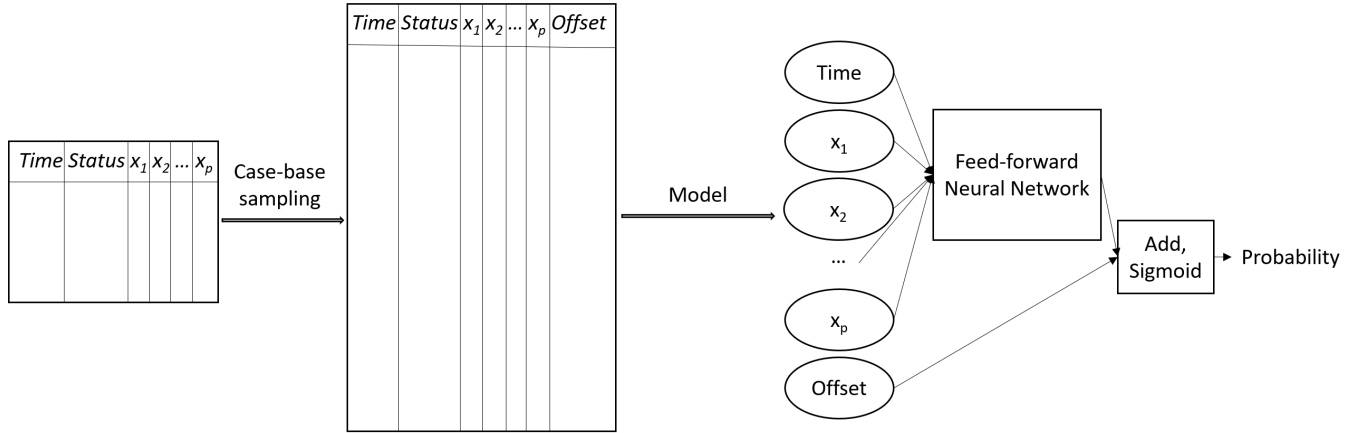 Time Status x1 x2 ... xp
Case-base
sampling
Time Status x1 x2 ... xp Offset
Model
Time
x1
x2
...
xp
Offset
Feed-forward
Neural Network
Add,
Sigmoid
Probability